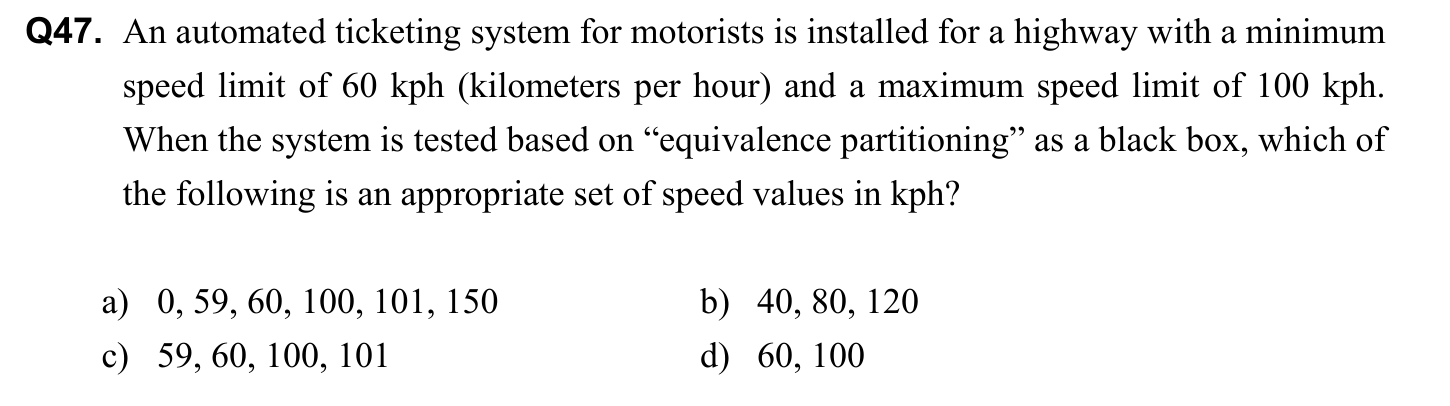 Q47. An automated ticketing system for motorists is installed for a highway with a minimum
speed limit of 60 kph (kilometers per hour) and a maximum speed limit of 100 kph.
When the system is tested based on “equivalence partitioning” as a black box, which of
the following is an appropriate set of speed values in kph?
a) 0, 59, 60, 100, 101, 150 b) 40, 80, 120
c) 59, 60, 100, 101 d) 60, 100